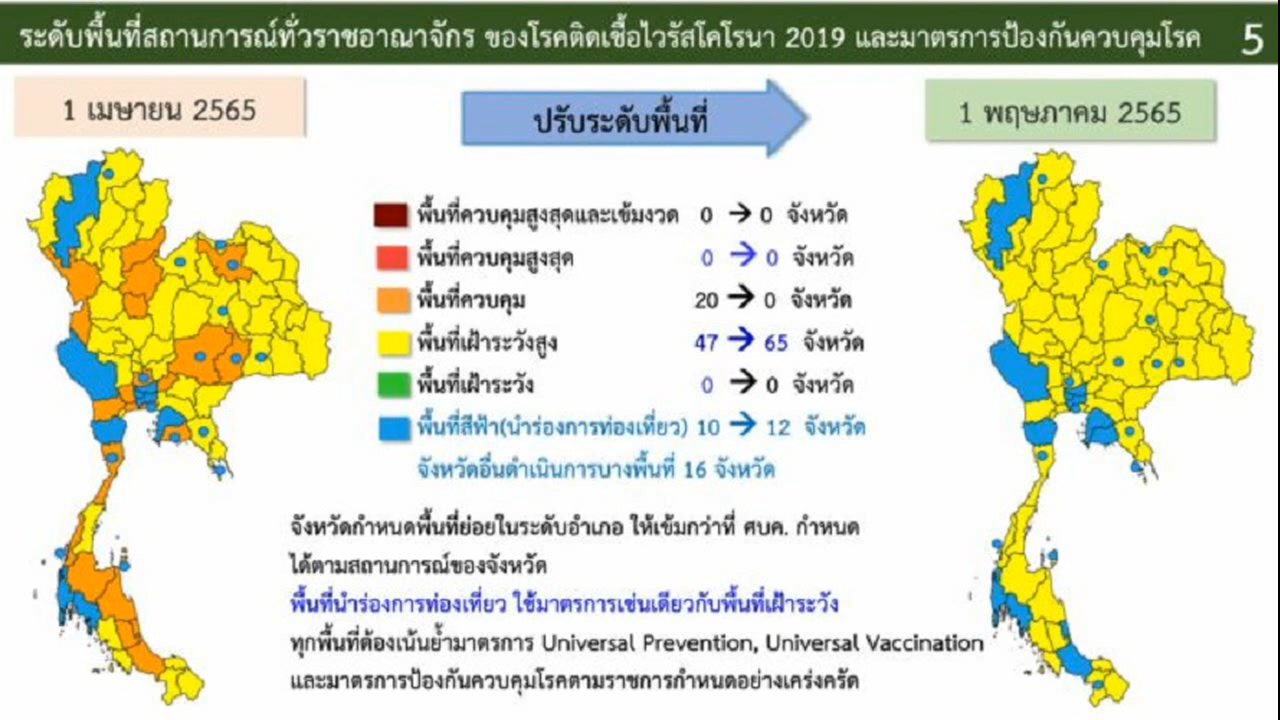 ระดับพื้นที่สถานการณ์ทั่วราชอาณาจักร ของโรคติดเชื้อไวรัสโคโรนา 2019 และมาตรการป้องกันควบคุมโรค 5
1 เมษายน 2565
ปรับระดับพื้นที่
1 พฤษภาคม 2565
พื้นที่ควบคุมสูงสุดและเข้มงวด 0 → 0 จังหวัด
พื้นที่ควบคุมสูงสุด 0 → 0 จังหวัด
พื้นที่ควบคุม 20 → 0 จังหวัด
พื้นที่เฝ้าระวังสูง 47 → 65 จังหวัด
พื้นที่เฝ้าระวัง 0 → 0 จังหวัด
พื้นที่สีฟ้า(นำร่องการท่องเที่ยว) 10 → 12 จังหวัด
จังหวัดอื่นดำเนินการบางพื้นที่ 16 จังหวัด
จังหวัดกำหนดพื้นที่ย่อยในระดับอำเภอ ให้เข้มกว่าที่ ศบค. กำหนด
ได้ตามสถานการณ์ของจังหวัด
พื้นที่นำร่องการท่องเที่ยว ใช้มาตรการเช่นเดียวกับพื้นที่เฝ้าระวัง
ทุกพื้นที่ต้องเน้นย้ำมาตรการ Universal Prevention, Universal Vaccination
และมาตรการป้องกันควบคุมโรคตามราชการกำหนดอย่างเคร่งครัด